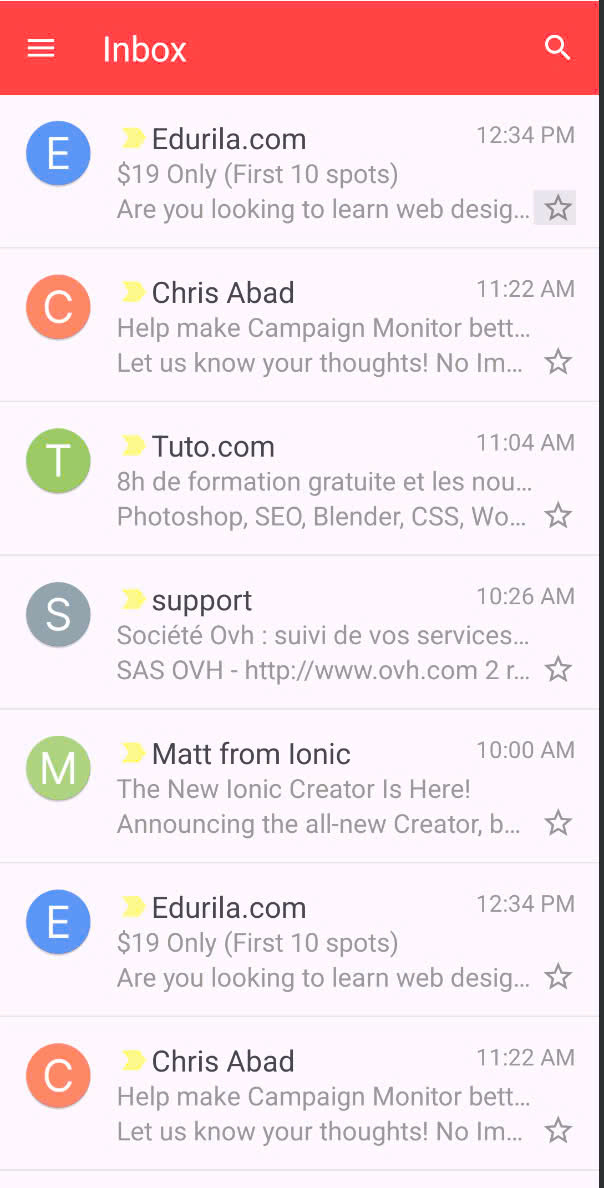 Inbox
E
Edurila.com
12:34 PM
$19 Only (First 10 spots)
Are you looking to learn web desig...
C
Chris Abad
11:22 AM
Help make Campaign Monitor bett...
Let us know your thoughts! No Im...
T
Tuto.com
11:04 AM
8h de formation gratuite et les nou...
Photoshop, SEO, Blender, CSS, Wo...
S
support
10:26 AM
Société Ovh : suivi de vos services...
SAS OVH - http://www.ovh.com 2 r...
M
Matt from Ionic
10:00 AM
The New Ionic Creator Is Here!
Announcing the all-new Creator, b...
E
Edurila.com
12:34 PM
$19 Only (First 10 spots)
Are you looking to learn web desig...
C
Chris Abad
11:22 AM
Help make Campaign Monitor bett...
Let us know your thoughts! No Im...